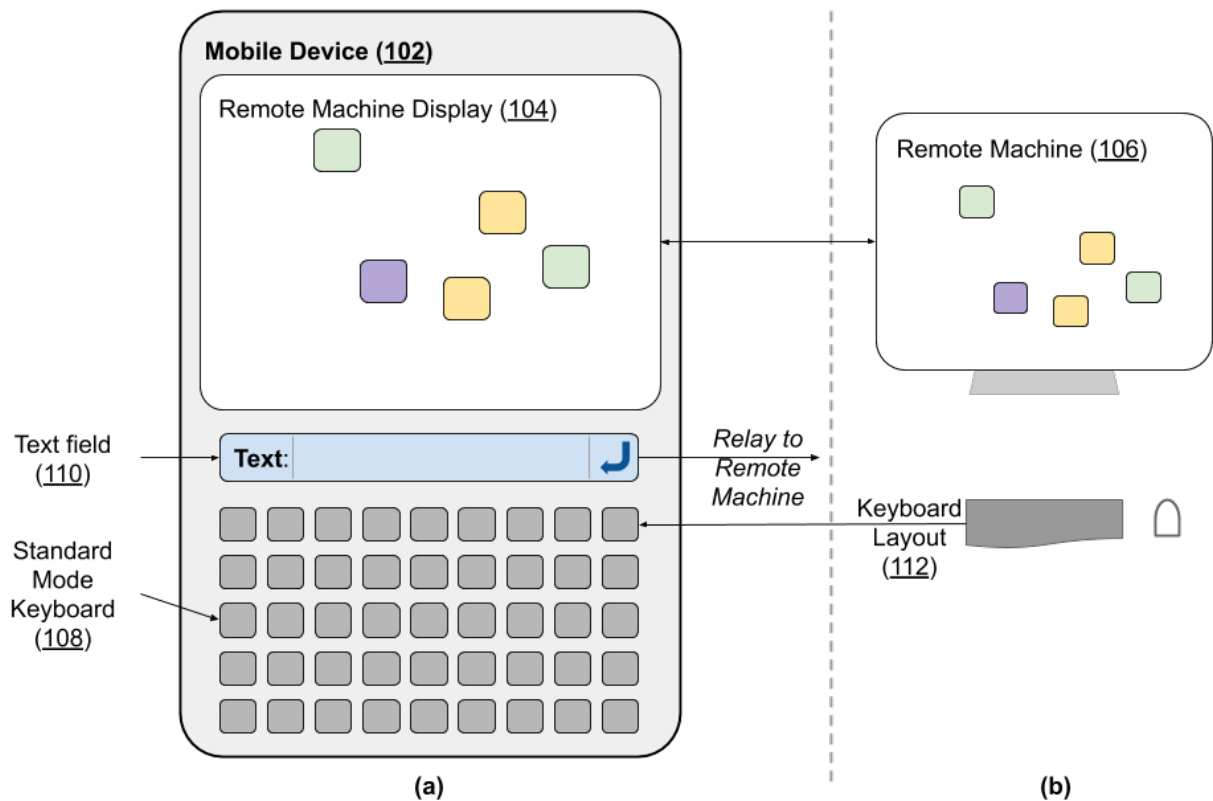 Mobile Device (102)
Remote Machine Display (104)
Remote Machine (106)
Text field
(110)
Text:
Relay to
Remote
Machine
Keyboard
Layout
(112)
Standard
Mode
Keyboard
(108)
(a)
(b)